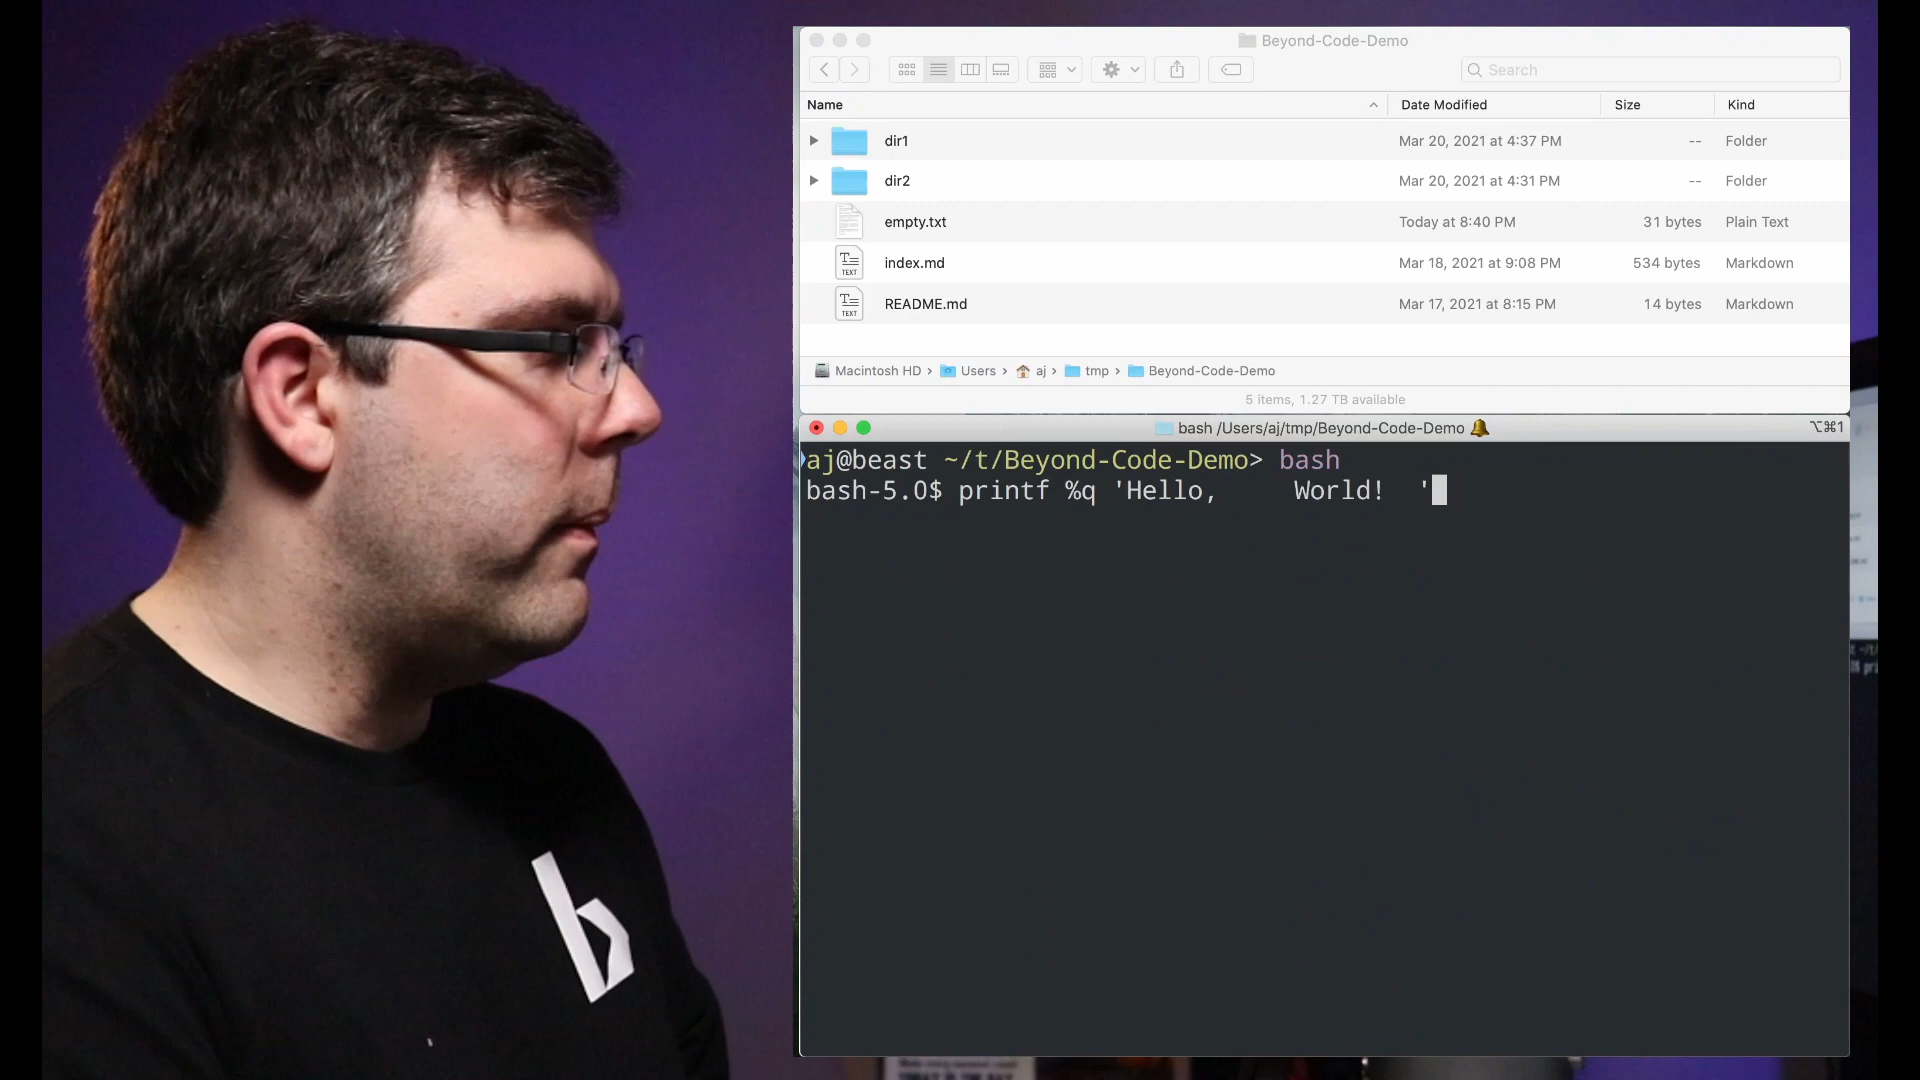 Beyond-Code-Demo
Search
Name Date Modified Size Kind
dir1 Mar 20, 2021 at 4:37 PM -- Folder
dir2 Mar 20, 2021 at 4:31 PM -- Folder
empty.txt Today at 8:40 PM 31 bytes Plain Text
TEXT index.md Mar 18, 2021 at 9:08 PM 534 bytes Markdown
TEXT README.md Mar 17, 2021 at 8:15 PM 14 bytes Markdown
Macintosh HD › Users › aj › tmp › Beyond-Code-Demo
5 items, 1.27 TB available
bash /Users/aj/tmp/Beyond-Code-Demo 🔔 ⌥⌘1
aj@beast ~/t/Beyond-Code-Demo> bash
bash-5.0$ printf %q 'Hello,     World!  '
b